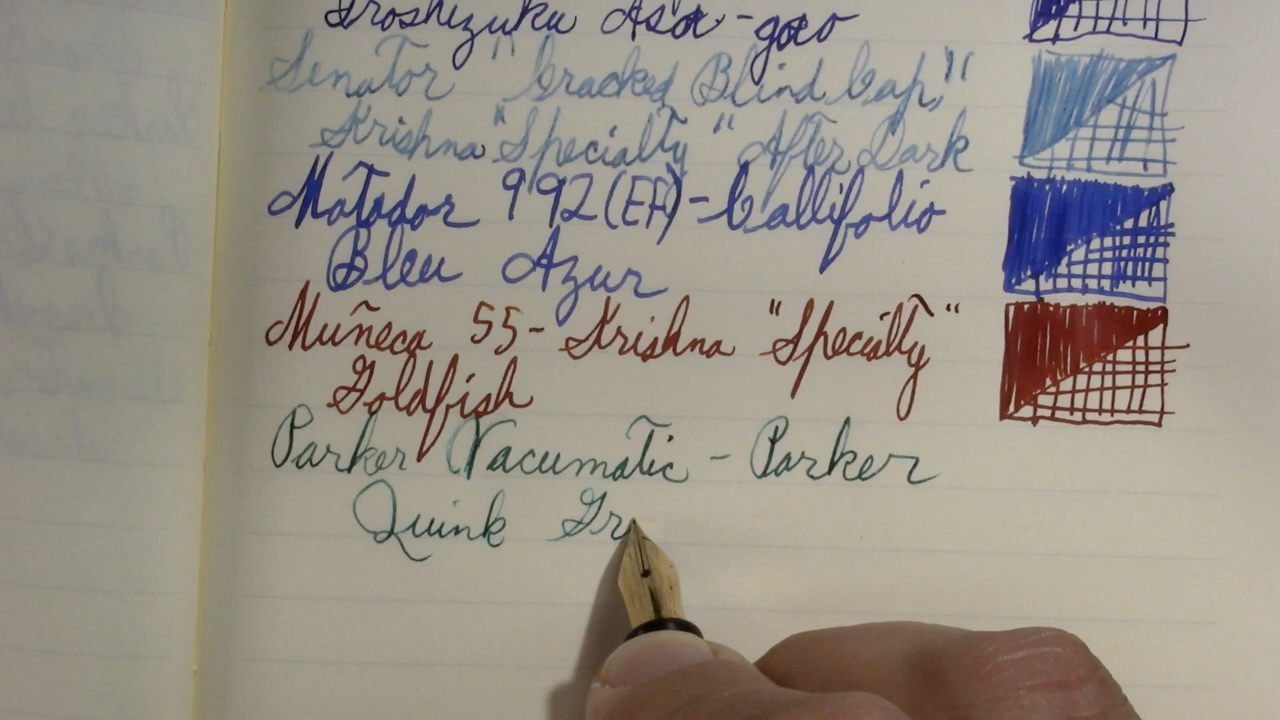 Iroshizuku Asa-gao
Senator "Cracked Blind Cap"
Krishna "Specialty" After Dark
Matador 992 (EF) - Callifolio
Bleu Azur
Muñeca 55 - Krishna "Specialty"
Goldfish
Parker Vacumatic - Parker
Quink Gr